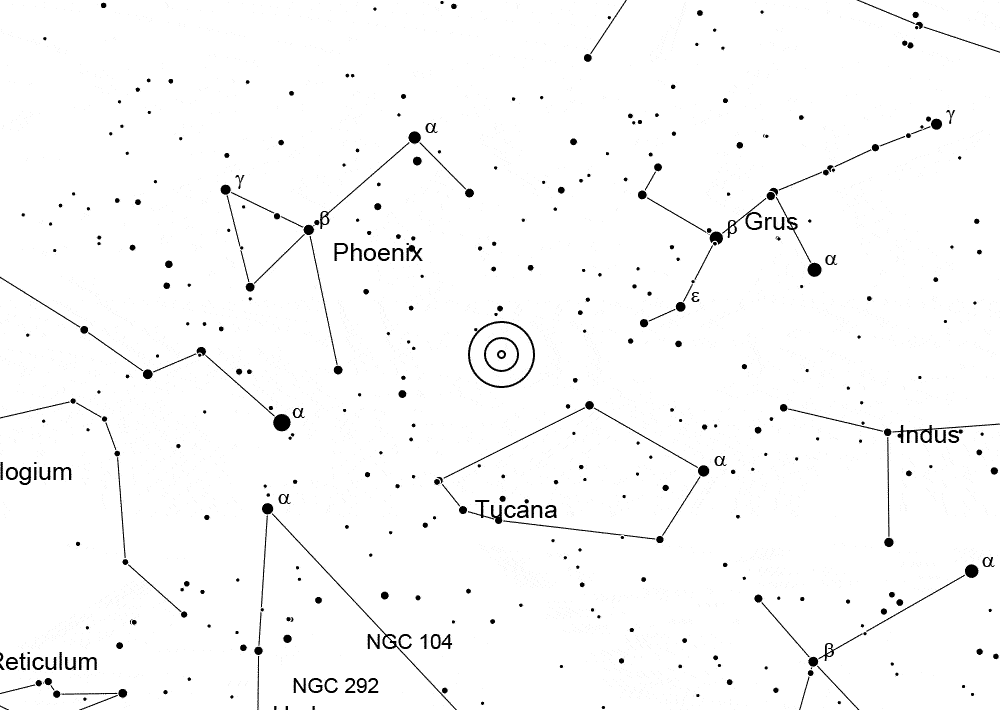 γ
α
γ
β
Phoenix
β
Grus
α
ε
α
Indus
logium
α
α
Tucana
α
NGC 104
β
Reticulum
NGC 292